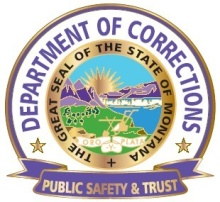 DEPARTMENT OF CORRECTIONS
THE GREAT SEAL OF THE STATE OF MONTANA
ORO Y PLATA
PUBLIC SAFETY & TRUST